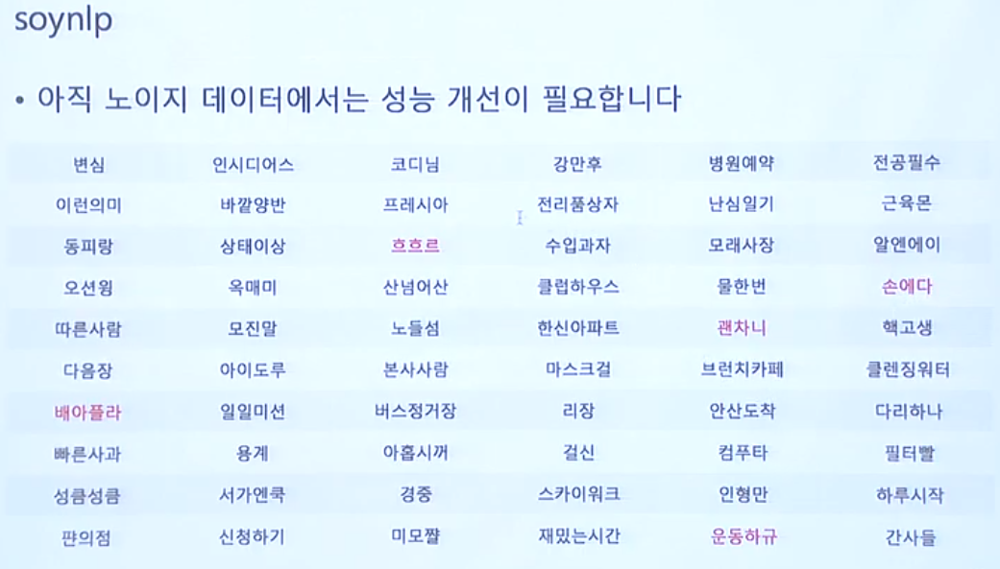 soynlp
• 아직 노이지 데이터에서는 성능 개선이 필요합니다
변심 인시디어스 코디님 강만후 병원예약 전공필수
이런의미 바깥양반 프레시아 전리품상자 난심일기 근육몬
동피랑 상태이상 흐흐르 수입과자 모래사장 알엔에이
오션윙 옥매미 산넘어산 클럽하우스 물한번 손에다
따른사람 모진말 노들섬 한신아파트 괜차니 핵고생
다음장 아이도루 본사사람 마스크걸 브런치카페 클렌징워터
배아플라 일일미션 버스정거장 리장 안산도착 다리하나
빠른사과 용계 아홉시꺼 걸신 컴푸타 필터빨
성큼성큼 서가엔쿡 경중 스카이워크 인형만 하루시작
퍈의점 신청하기 미모쨜 재밌는시간 운동하규 간사들